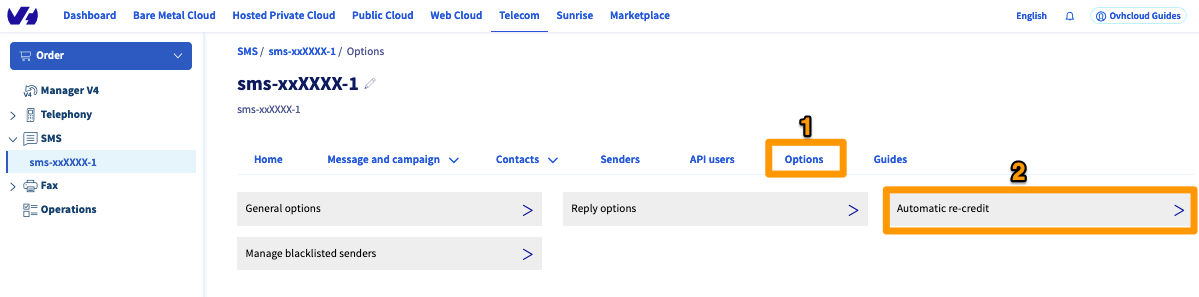 Dashboard Bare Metal Cloud Hosted Private Cloud Public Cloud Web Cloud Telecom Sunrise Marketplace English Ovhcloud Guides
Order
SMS / sms-xxXXXX-1 / Options
Manager V4
sms-xxXXXX-1
Telephony
sms-xxXXXX-1
SMS
1
sms-xxXXXX-1
Home Message and campaign Contacts Senders API users Options Guides
Fax
2
Operations
General options Reply options Automatic re-credit
Manage blacklisted senders